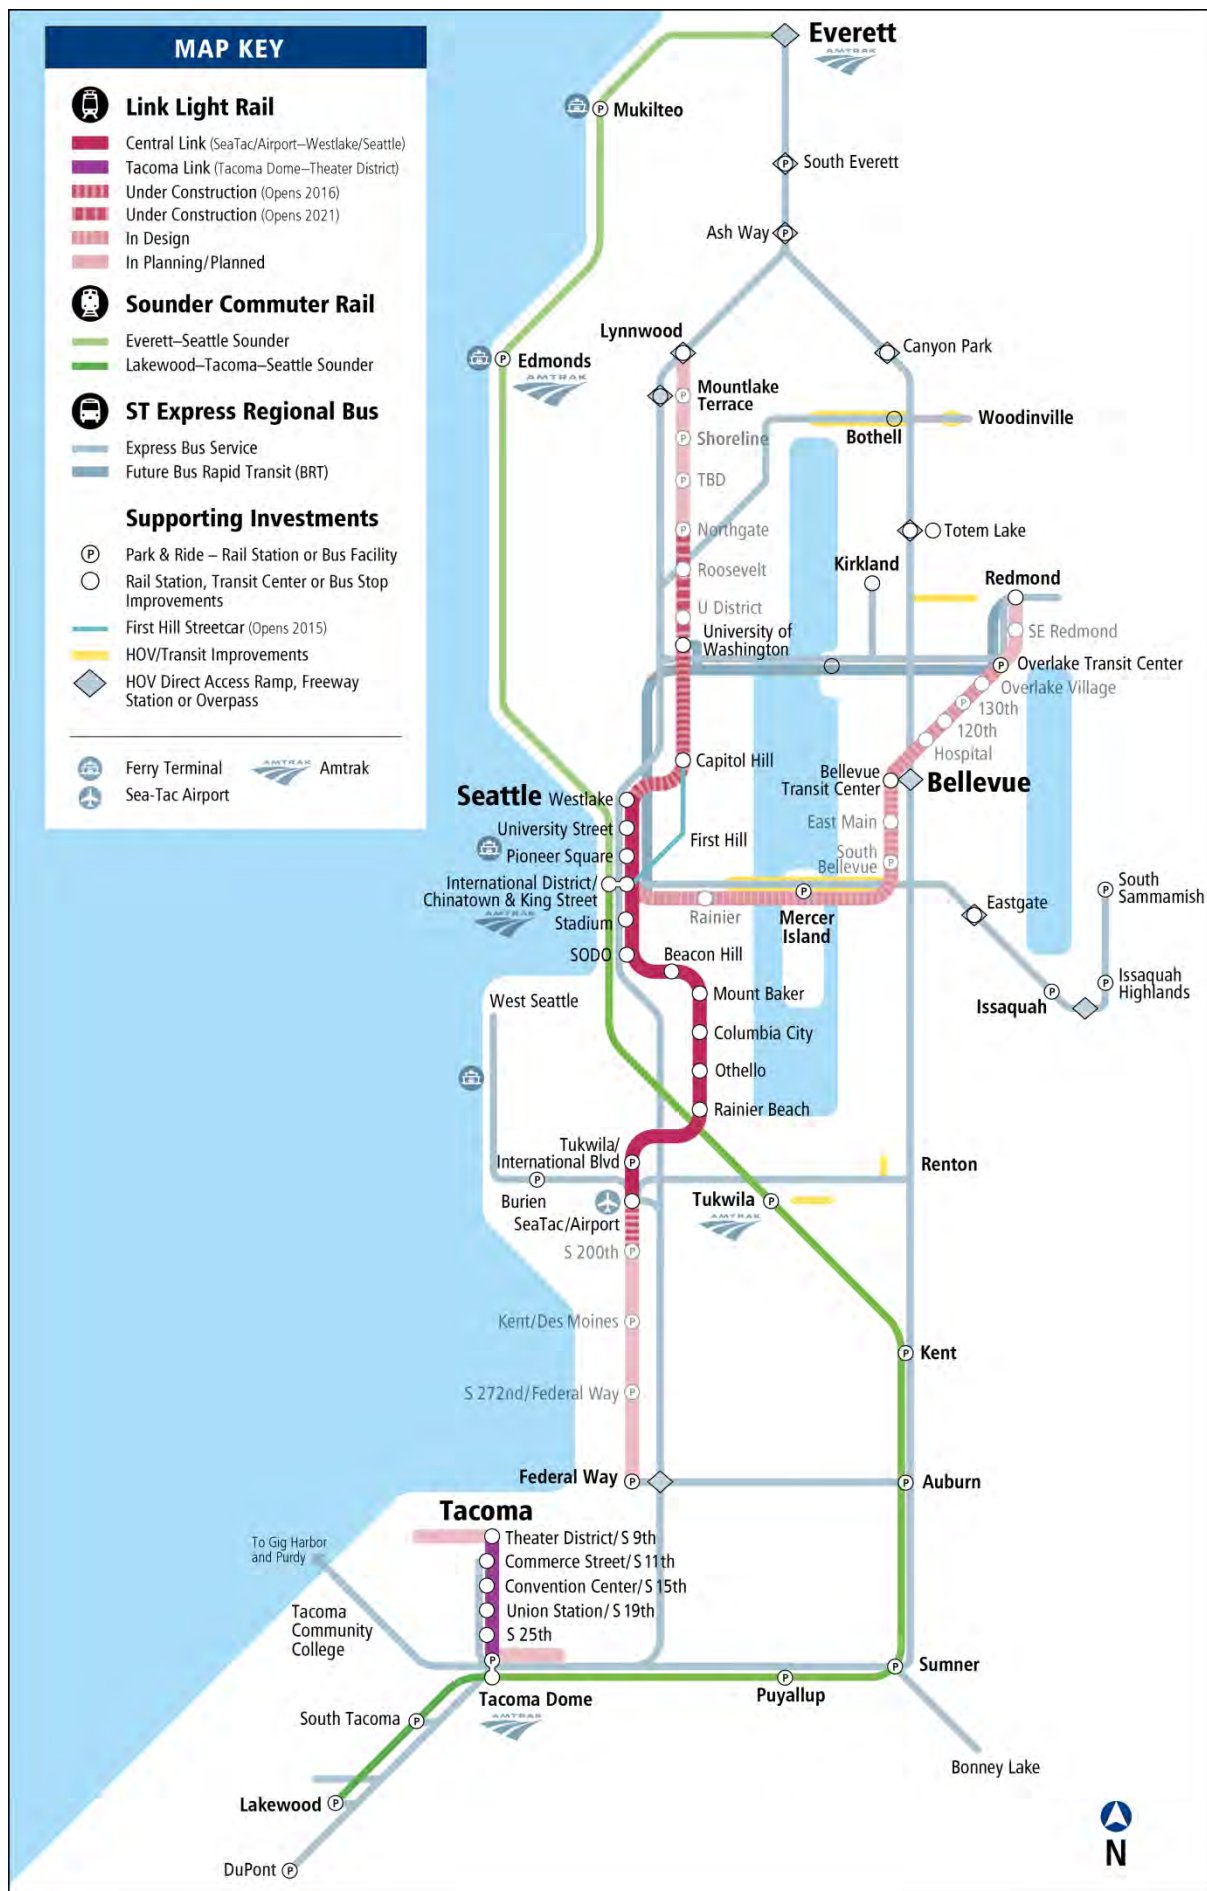 MAP KEY
Link Light Rail
Central Link (SeaTac/Airport–Westlake/Seattle)
Tacoma Link (Tacoma Dome–Theater District)
Under Construction (Opens 2016)
Under Construction (Opens 2021)
In Design
In Planning/Planned
Sounder Commuter Rail
Everett–Seattle Sounder
Lakewood–Tacoma–Seattle Sounder
ST Express Regional Bus
Express Bus Service
Future Bus Rapid Transit (BRT)
Supporting Investments
P Park & Ride – Rail Station or Bus Facility
Rail Station, Transit Center or Bus Stop
Improvements
First Hill Streetcar (Opens 2015)
HOV/Transit Improvements
HOV Direct Access Ramp, Freeway
Station or Overpass
Ferry Terminal
AMTRAK Amtrak
Sea-Tac Airport
Everett
AMTRAK
P Mukilteo
P South Everett
Ash Way P
Lynnwood
Canyon Park
P Edmonds
AMTRAK
P Mountlake
Terrace
P Shoreline
Bothell
Woodinville
P TBD
P Northgate
Totem Lake
Roosevelt
Kirkland
Redmond
U District
SE Redmond
University of
Washington
P Overlake Transit Center
Overlake Village
P 130th
120th
Hospital
Capitol Hill
Bellevue
Transit Center
Bellevue
Seattle
Westlake
University Street
East Main
Pioneer Square
First Hill
South
Bellevue P
International District/
Chinatown & King Street
AMTRAK
Rainier
P
Mercer
Island
Eastgate
P South
Sammamish
Stadium
SODO
Beacon Hill
West Seattle
Mount Baker
Issaquah P
P Issaquah
Highlands
Columbia City
Othello
Rainier Beach
Tukwila/
International Blvd P
Renton
P
Burien
SeaTac/Airport
Tukwila P
AMTRAK
S 200th P
Kent/Des Moines P
P Kent
S 272nd/Federal Way P
Federal Way P
P Auburn
Tacoma
Theater District/S 9th
To Gig Harbor
and Purdy
Commerce Street/S 11th
Convention Center/S 15th
Tacoma
Community
College
Union Station/S 19th
S 25th
P
P Sumner
Tacoma Dome
AMTRAK
P
Puyallup
South Tacoma P
Bonney Lake
Lakewood P
DuPont P
N